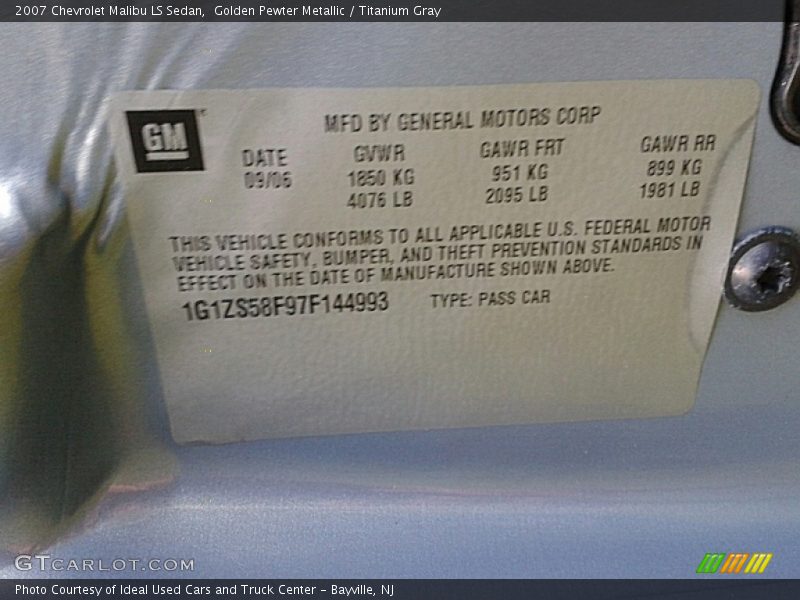 2007 Chevrolet Malibu LS Sedan,  Golden Pewter Metallic / Titanium Gray
GM
MFD BY GENERAL MOTORS CORP
DATE GVWR GAWR FRT GAWR RR
09/06 1850 KG 951 KG 899 KG
4076 LB 2095 LB 1981 LB
THIS VEHICLE CONFORMS TO ALL APPLICABLE U.S. FEDERAL MOTOR
VEHICLE SAFETY, BUMPER, AND THEFT PREVENTION STANDARDS IN
EFFECT ON THE DATE OF MANUFACTURE SHOWN ABOVE.
1G1ZS58F97F144993 TYPE: PASS CAR
GTCARLOT.COM
Photo Courtesy of Ideal Used Cars and Truck Center – Bayville, NJ